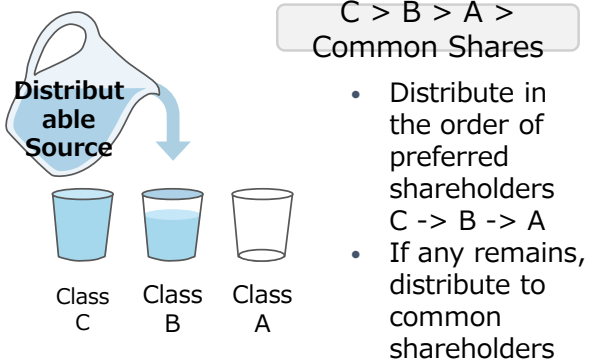 Distribut
able
Source
Class
C
Class
B
Class
A
C > B > A >
Common Shares
• Distribute in
the order of
preferred
shareholders
C -> B -> A
• If any remains,
distribute to
common
shareholders